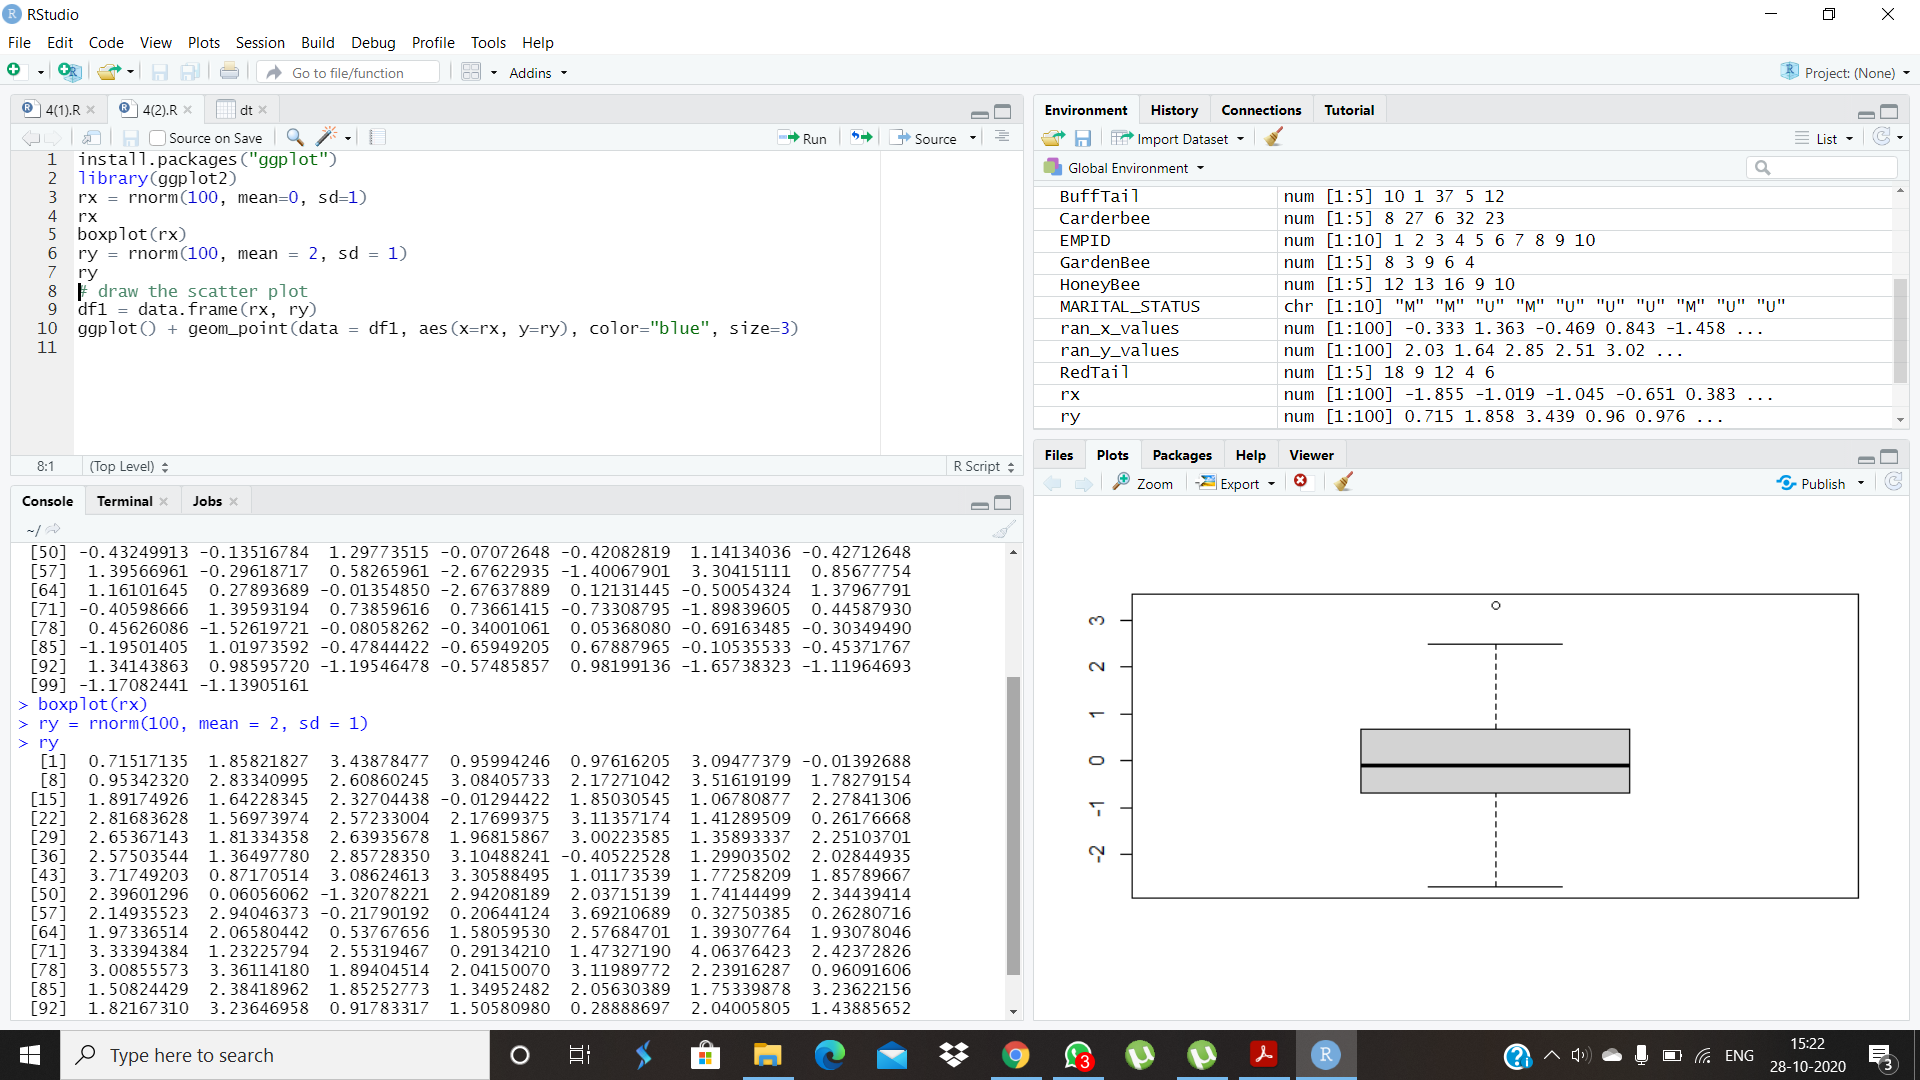 RStudio
File Edit Code View Plots Session Build Debug Profile Tools Help
Go to file/function Addins Project: (None)
4(1).R 4(2).R dt
Source on Save Run Source
1 install.packages("ggplot")
2 library(ggplot2)
3 rx = rnorm(100, mean=0, sd=1)
4 rx
5 boxplot(rx)
6 ry = rnorm(100, mean = 2, sd = 1)
7 ry
8 # draw the scatter plot
9 df1 = data.frame(rx, ry)
10 ggplot() + geom_point(data = df1, aes(x=rx, y=ry), color="blue", size=3)
11
8:1 (Top Level) R Script
Console Terminal Jobs
~/
[50] -0.43249913 -0.13516784 1.29773515 -0.07072648 -0.42082819 1.14134036 -0.42712648
[57] 1.39566961 -0.29618717 0.58265961 -2.67622935 -1.40067901 3.30415111 0.85677754
[64] 1.16101645 0.27893689 -0.01354850 -2.67637889 0.12131445 -0.50054324 1.37967791
[71] -0.40598666 1.39593194 0.73859616 0.73661415 -0.73308795 -1.89839605 0.44587930
[78] 0.45626086 -1.52619721 -0.08058262 -0.34001061 0.05368080 -0.69163485 -0.30349490
[85] -1.19501405 1.01973592 -0.47844422 -0.65949205 0.67887965 -0.10535533 -0.45371767
[92] 1.34143863 0.98595720 -1.19546478 -0.57485857 0.98199136 -1.65738323 -1.11964693
[99] -1.17082441 -1.13905161
> boxplot(rx)
> ry = rnorm(100, mean = 2, sd = 1)
> ry
[1] 0.71517135 1.85821827 3.43878477 0.95994246 0.97616205 3.09477379 -0.01392688
[8] 0.95342320 2.83340995 2.60860245 3.08405733 2.17271042 3.51619199 1.78279154
[15] 1.89174926 1.64228345 2.32704438 -0.01294422 1.85030545 1.06780877 2.27841306
[22] 2.81683628 1.56973974 2.57233004 2.17699375 3.11357174 1.41289509 0.26176668
[29] 2.65367143 1.81334358 2.63935678 1.96815867 3.00223585 1.35893337 2.25103701
[36] 2.57503544 1.36497780 2.85728350 3.10488241 -0.40522528 1.29903502 2.02844935
[43] 3.71749203 0.87170514 3.08624613 3.30588495 1.01173539 1.77258209 1.85789667
[50] 2.39601296 0.06056062 -1.32078221 2.94208189 2.03715139 1.74144499 2.34439414
[57] 2.14935523 2.94046373 -0.21790192 0.20644124 3.69210689 0.32750385 0.26280716
[64] 1.97336514 2.06580442 0.53767656 1.58059530 2.57684701 1.39307764 1.93078046
[71] 3.33394384 1.23225794 2.55319467 0.29134210 1.47327190 4.06376423 2.42372826
[78] 3.00855573 3.36114180 1.89404514 2.04150070 3.11989772 2.23916287 0.96091606
[85] 1.50824429 2.38418962 1.85252773 1.34952482 2.05630389 1.75339878 3.23622156
[92] 1.82167310 3.23646958 0.91783317 1.50580980 0.28888697 2.04005805 1.43885652
Environment History Connections Tutorial
Import Dataset List
Global Environment
BuffTail num [1:5] 10 1 37 5 12
Carderbee num [1:5] 8 27 6 32 23
EMPID num [1:10] 1 2 3 4 5 6 7 8 9 10
GardenBee num [1:5] 8 3 9 6 4
HoneyBee num [1:5] 12 13 16 9 10
MARITAL_STATUS chr [1:10] "M" "M" "U" "M" "U" "U" "U" "M" "U" "U"
ran_x_values num [1:100] -0.333 1.363 -0.469 0.843 -1.458 ...
ran_y_values num [1:100] 2.03 1.64 2.85 2.51 3.02 ...
RedTail num [1:5] 18 9 12 4 6
rx num [1:100] -1.855 -1.019 -1.045 -0.651 0.383 ...
ry num [1:100] 0.715 1.858 3.439 0.96 0.976 ...
Files Plots Packages Help Viewer
Zoom Export Publish
3
2
1
0
-1
-2
Type here to search
3
ENG
15:22
28-10-2020
3